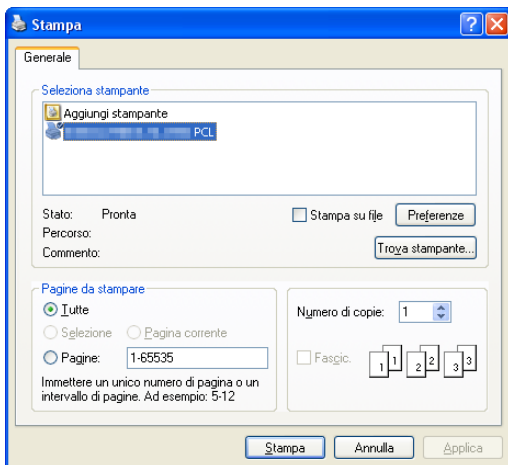 Stampa
Generale
Seleziona stampante
Aggiungi stampante
PCL
Stato: Pronta
Stampa su file
Preferenze
Percorso:
Commento:
Trova stampante...
Pagine da stampare
Tutte
Selezione Pagina corrente
Pagine: 1-65535
Immettere un unico numero di pagina o un
intervallo di pagine. Ad esempio: 5-12
Numero di copie: 1
Fascic.
1 1 2 2 3 3
Stampa Annulla Applica